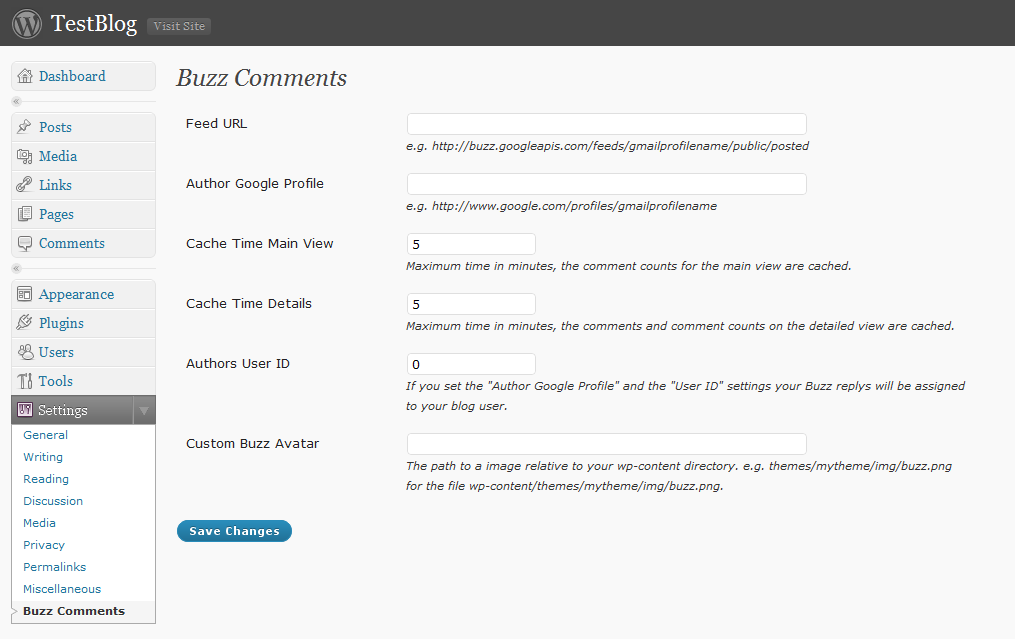 TestBlog Visit Site
Dashboard
Posts
Media
Links
Pages
Comments
Appearance
Plugins
Users
Tools
Settings
General
Writing
Reading
Discussion
Media
Privacy
Permalinks
Miscellaneous
Buzz Comments
Buzz Comments
Feed URL
e.g. http://buzz.googleapis.com/feeds/gmailprofilename/public/posted
Author Google Profile
e.g. http://www.google.com/profiles/gmailprofilename
Cache Time Main View 5
Maximum time in minutes, the comment counts for the main view are cached.
Cache Time Details 5
Maximum time in minutes, the comments and comment counts on the detailed view are cached.
Authors User ID 0
If you set the "Author Google Profile" and the "User ID" settings your Buzz replys will be assigned
to your blog user.
Custom Buzz Avatar
The path to a image relative to your wp-content directory. e.g. themes/mytheme/img/buzz.png
for the file wp-content/themes/mytheme/img/buzz.png.
Save Changes